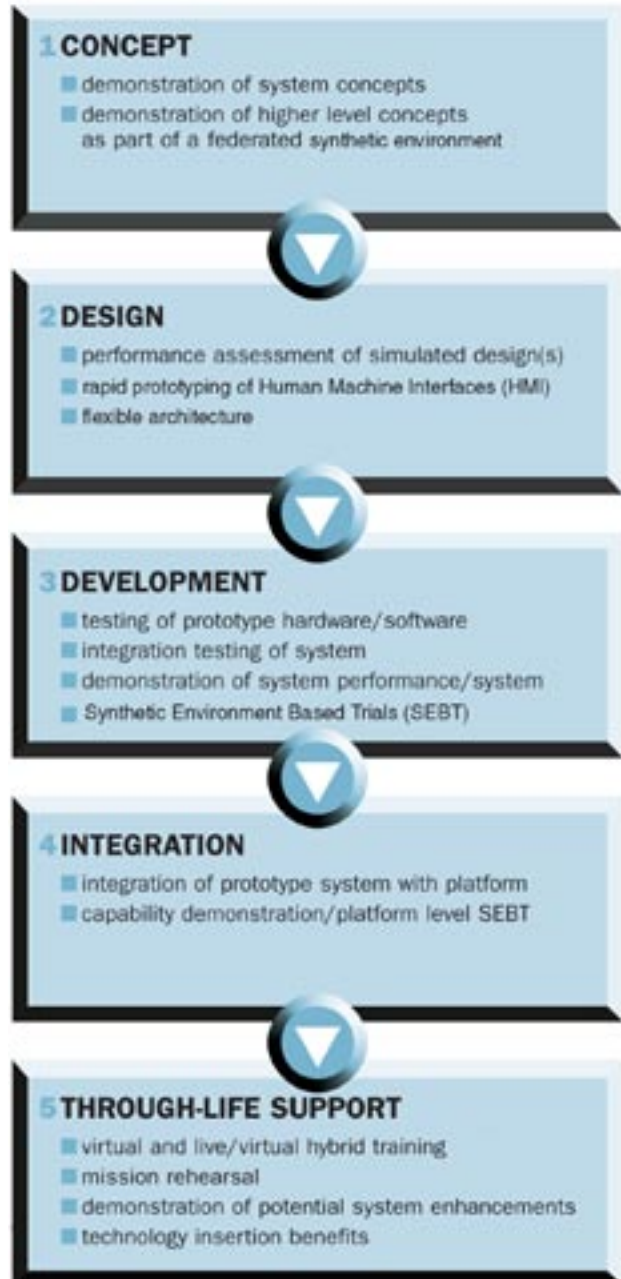 1 CONCEPT
demonstration of system concepts
demonstration of higher level concepts
as part of a federated synthetic environment
2 DESIGN
performance assessment of simulated design(s)
rapid prototyping of Human Machine Interfaces (HMI)
flexible architecture
3 DEVELOPMENT
testing of prototype hardware/software
integration testing of system
demonstration of system performance/system
Synthetic Environment Based Trials (SEBT)
4 INTEGRATION
integration of prototype system with platform
capability demonstration/platform level SEBT
5 THROUGH-LIFE SUPPORT
virtual and live/virtual hybrid training
mission rehearsal
demonstration of potential system enhancements
technology insertion benefits